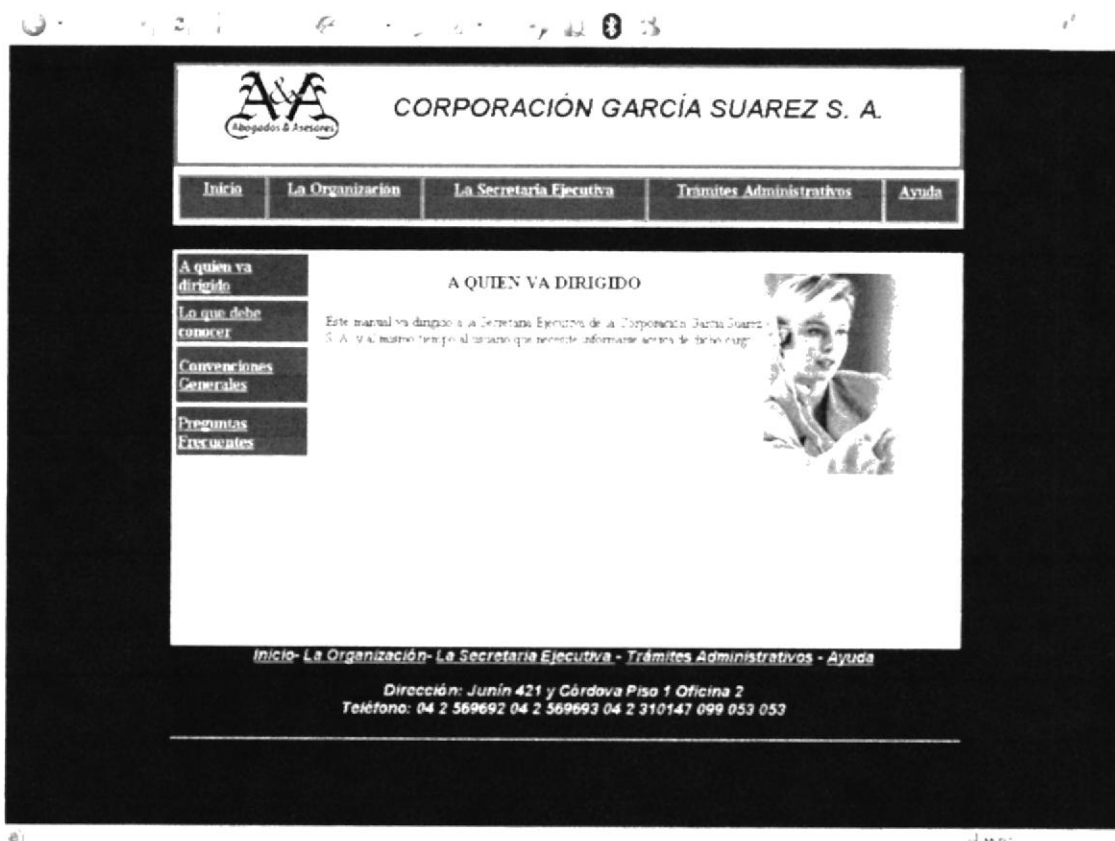 A&A
Abogados & Asesores
CORPORACIÓN GARCÍA SUAREZ S. A.
Inicio
La Organización
La Secretaria Ejecutiva
Trámites Administrativos
Ayuda
A quien va
dirigido
Lo que debe
conocer
Convenciones
Generales
Preguntas
Frecuentes
A QUIEN VA DIRIGIDO
Este manual va dirigido a la Secretaria Ejecutiva de la Corporación García Suarez
S. A. y al mismo tiempo al usuario que necesite informarse acerca de dicho cargo
Inicio- La Organización- La Secretaria Ejecutiva - Trámites Administrativos - Ayuda
Dirección: Junín 421 y Córdova Piso 1 Oficina 2
Teléfono: 04 2 569692 04 2 569693 04 2 310147 099 053 053